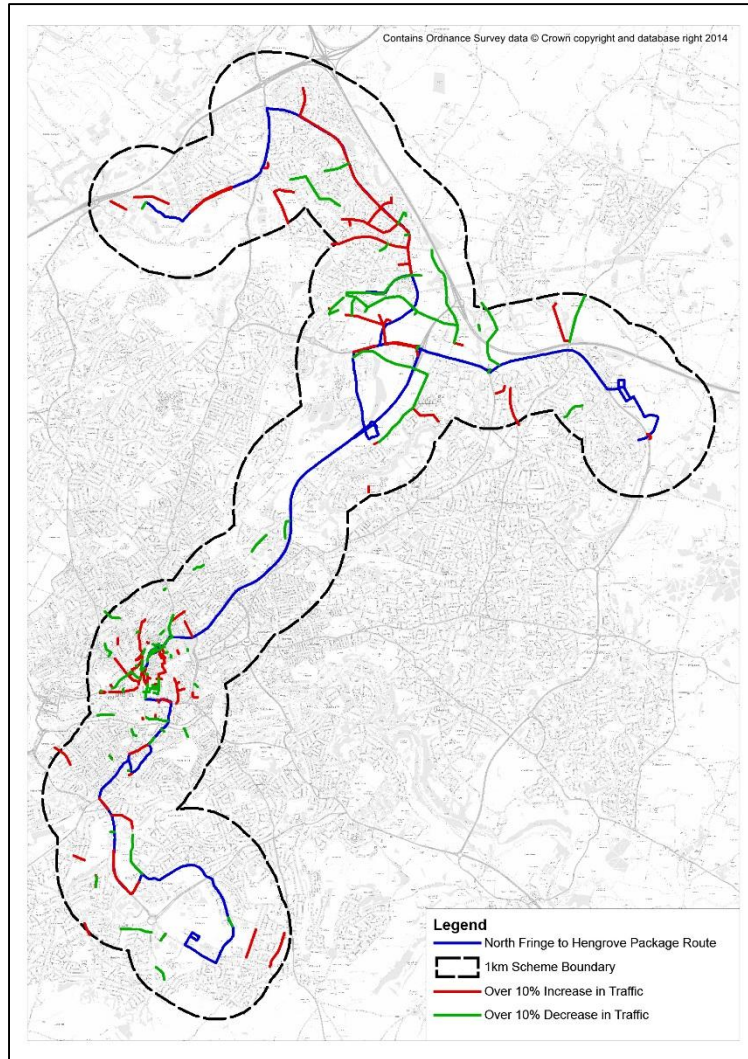 Contains Ordnance Survey data © Crown copyright and database right 2014
Legend
North Fringe to Hengrove Package Route
1km Scheme Boundary
Over 10% Increase in Traffic
Over 10% Decrease in Traffic